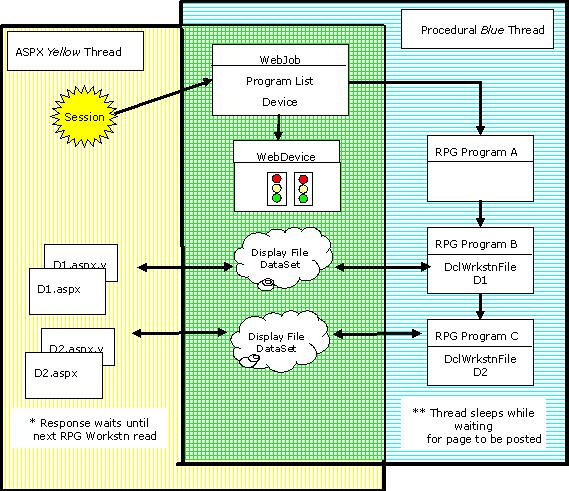 ASPX Yellow Thread
Procedural Blue Thread
Session
WebJob
Program List
Device
WebDevice
RPG Program A
Display File
DataSet
RPG Program B
DclWrkstnFile
D1
D1.aspx.v
D1.aspx
Display File
DataSet
RPG Program C
DclWrkstnFile
D2
D2.aspx.v
D2.aspx
* Response waits until
next RPG Workstn read
** Thread sleeps while
waiting
for page to be posted